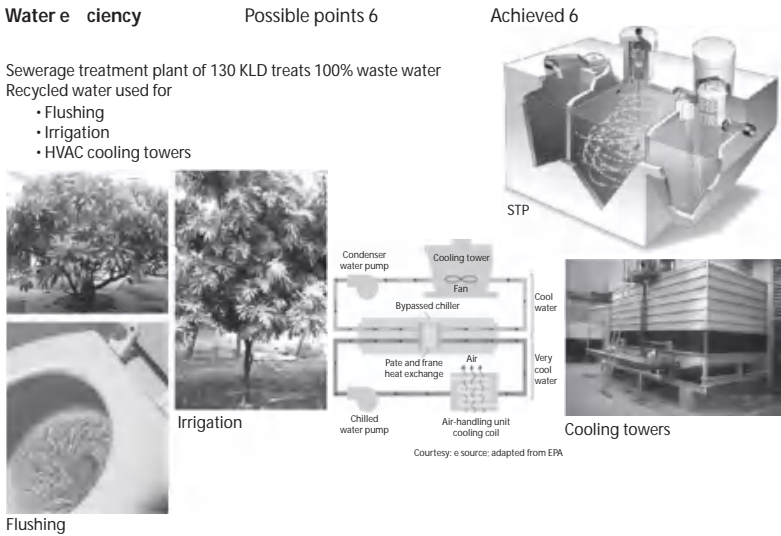 Water e  ciency
Possible points 6
Achieved 6
Sewerage treatment plant of 130 KLD treats 100% waste water
Recycled water used for
• Flushing
• Irrigation
• HVAC cooling towers
STP
Condenser
water pump
Cooling tower
Fan
Bypassed chiller
Cool
water
Pate and frane
heat exchange
Air
Very
cool
water
Chilled
water pump
Air-handling unit
cooling coil
Courtesy: e source; adapted from EPA
Irrigation
Cooling towers
Flushing